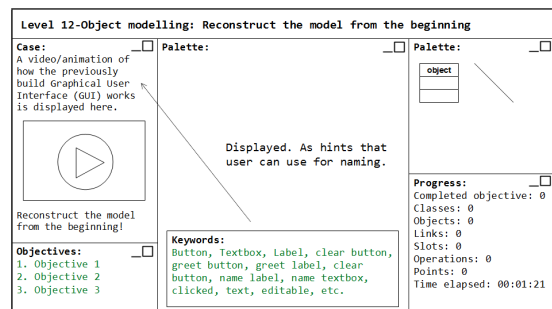 Level 12-Object modelling: Reconstruct the model from the beginning
Case:
A video/animation of
how the previously
build Graphical User
Interface (GUI) works
is displayed here.
Reconstruct the model
from the beginning!
Objectives:
1. Objective 1
2. Objective 2
3. Objective 3
Palette:
Displayed. As hints that
user can use for naming.
Keywords:
Button, Textbox, Label, clear button,
greet button, greet label, clear
button, name label, name textbox,
clicked, text, editable, etc.
Palette:
object
Progress:
Completed objective: 0
Classes: 0
Objects: 0
Links: 0
Slots: 0
Operations: 0
Points: 0
Time elapsed: 00:01:21